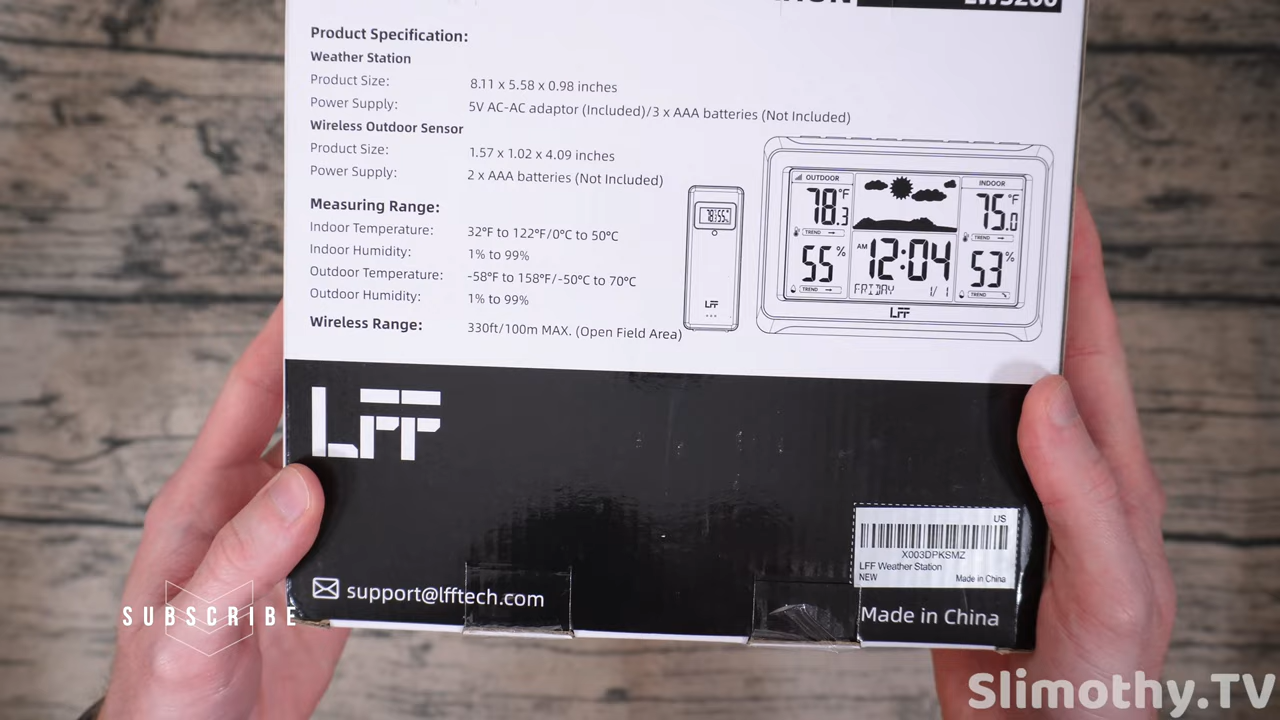 Product Specification:
Weather Station
Product Size: 8.11 x 5.58 x 0.98 inches
Power Supply: 5V AC-AC adaptor (Included)/3 x AAA batteries (Not Included)
Wireless Outdoor Sensor
Product Size: 1.57 x 1.02 x 4.09 inches
Power Supply: 2 x AAA batteries (Not Included)
Measuring Range:
Indoor Temperature: 32°F to 122°F/0°C to 50°C
Indoor Humidity: 1% to 99%
Outdoor Temperature: -58°F to 158°F/-50°C to 70°C
Outdoor Humidity: 1% to 99%
Wireless Range: 330ft/100m MAX. (Open Field Area)
LFF
OUTDOOR
78.3 °F
TREND
55%
TREND
AM 12:04
FRIDAY 1/1
INDOOR
75.0 °F
TREND
53%
TREND
LFF
LFF
US
X003DPKSMZ
LFF Weather Station
NEW Made in China
support@lfftech.com
Made in China
SUBSCRIBE
Slimothy.TV